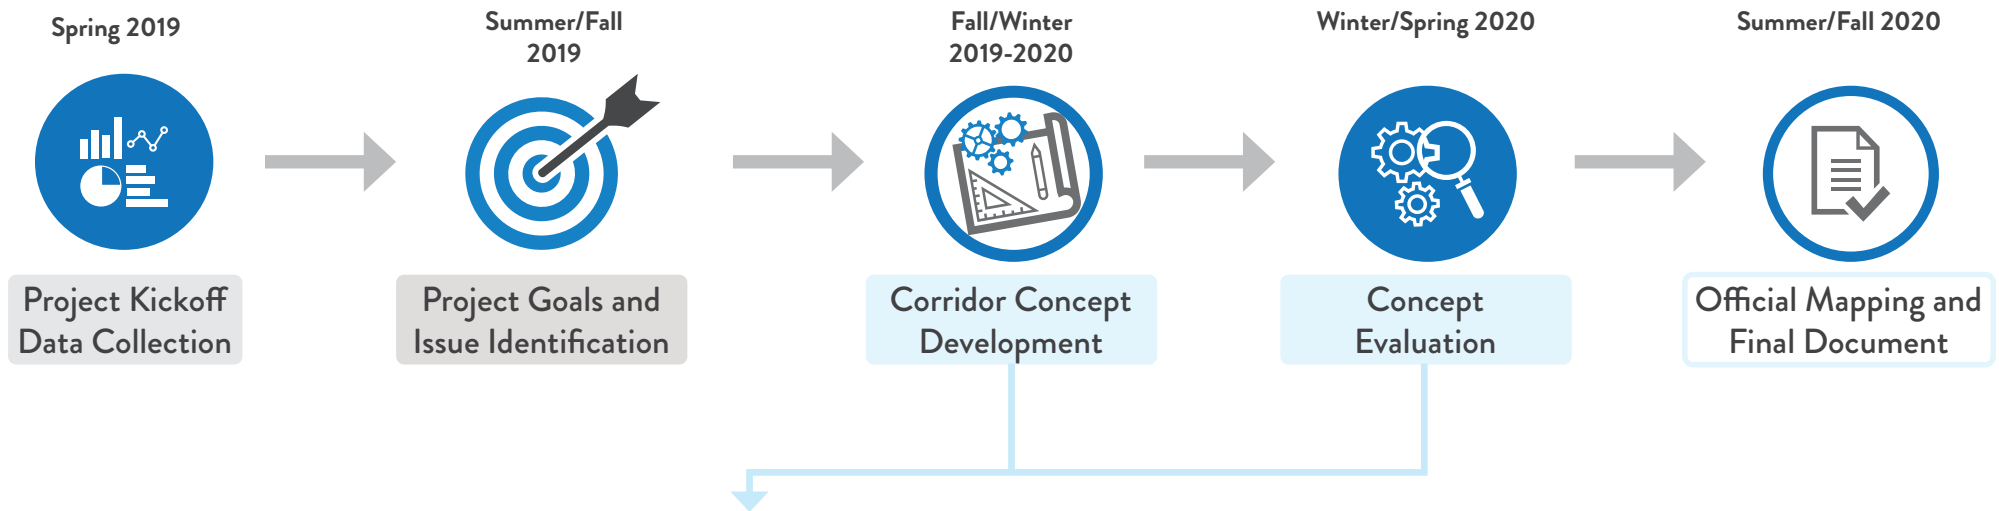 Spring 2019
Project Kickoff
Data Collection
Summer/Fall
2019
Project Goals and
Issue Identification
Fall/Winter
2019-2020
Corridor Concept
Development
Winter/Spring 2020
Concept
Evaluation
Summer/Fall 2020
Official Mapping and
Final Document